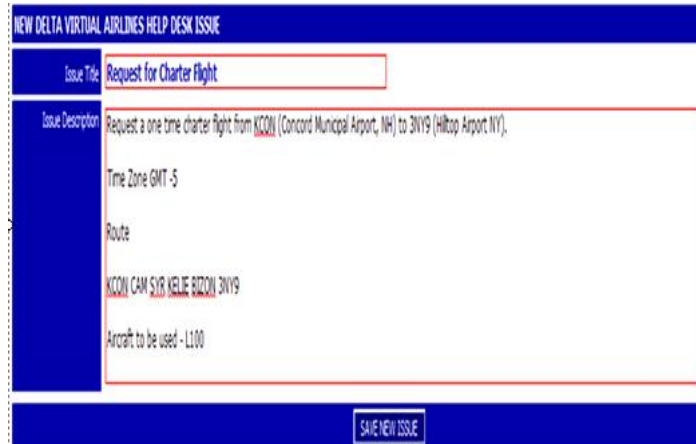 NEW DELTA VIRTUAL AIRLINES HELP DESK ISSUE
Issue Title Request for Charter Flight
Issue Description Request a one time charter flight from KCON (Concord Municipal Airport, NH) to 3NY9 (Hilltop Airport NY).
Time Zone GMT -5
Route
KCON CAM SYR KELIE BIZON 3NY9
Aircraft to be used - L100
SAVE NEW ISSUE